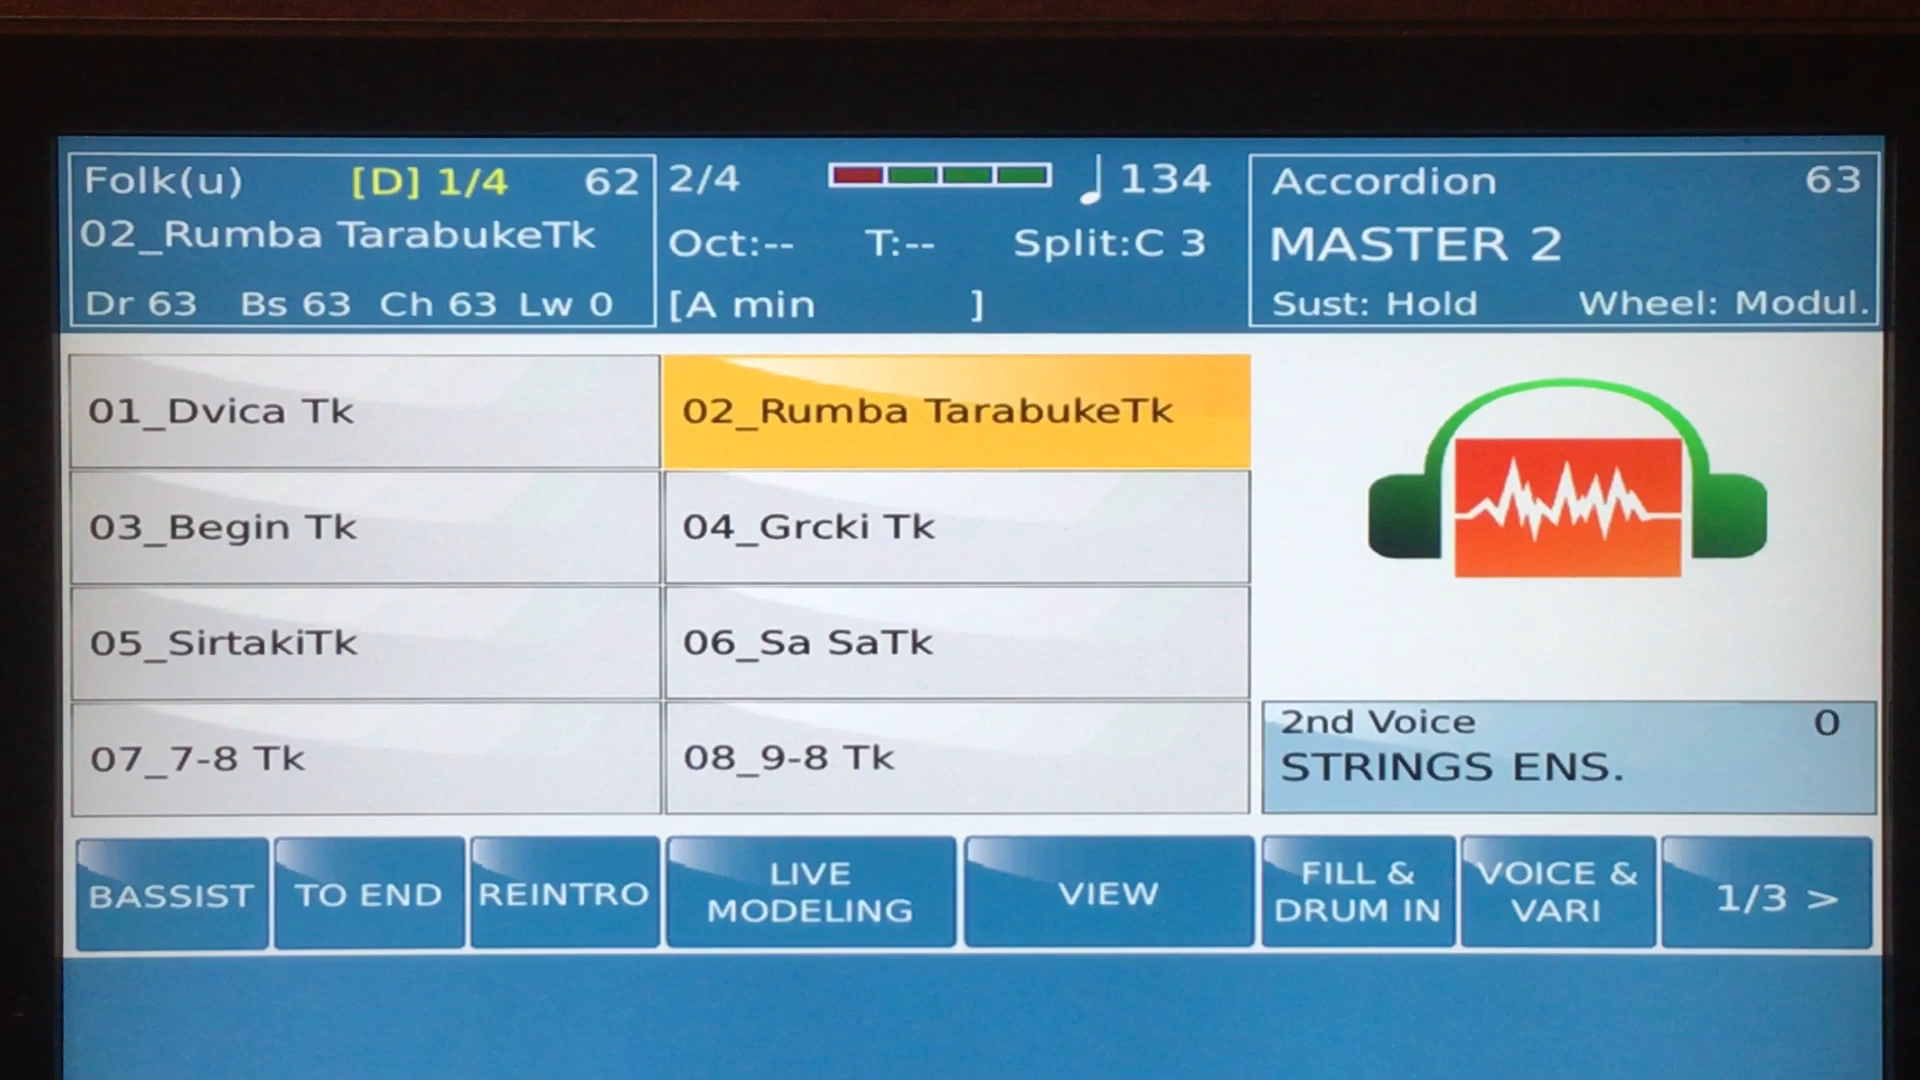 Folk(u) [D] 1/4 62
02_Rumba TarabukeTk
Dr 63 Bs 63 Ch 63 Lw 0
2/4 134
Oct:-- T:-- Split:C 3
[A min ]
Accordion 63
MASTER 2
Sust: Hold Wheel: Modul.
01_Dvica Tk
02_Rumba TarabukeTk
03_Begin Tk
04_Grcki Tk
05_SirtakiTk
06_Sa SaTk
07_7-8 Tk
08_9-8 Tk
2nd Voice 0
STRINGS ENS.
BASSIST
TO END
REINTRO
LIVE
MODELING
VIEW
FILL &
DRUM IN
VOICE &
VARI
1/3 >